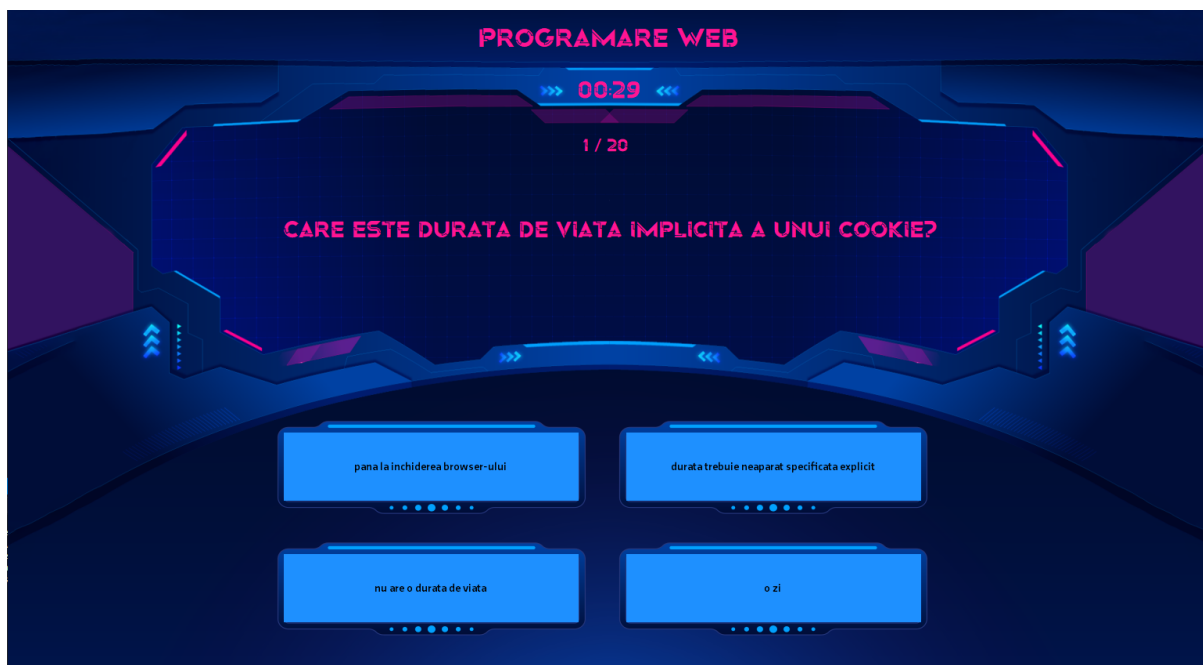 PROGRAMARE WEB
00:29
1 / 20
CARE ESTE DURATA DE VIATA IMPLICITA A UNUI COOKIE?
pana la inchiderea browser-ului
durata trebuie neaparat specificata explicit
nu are o durata de viata
o zi